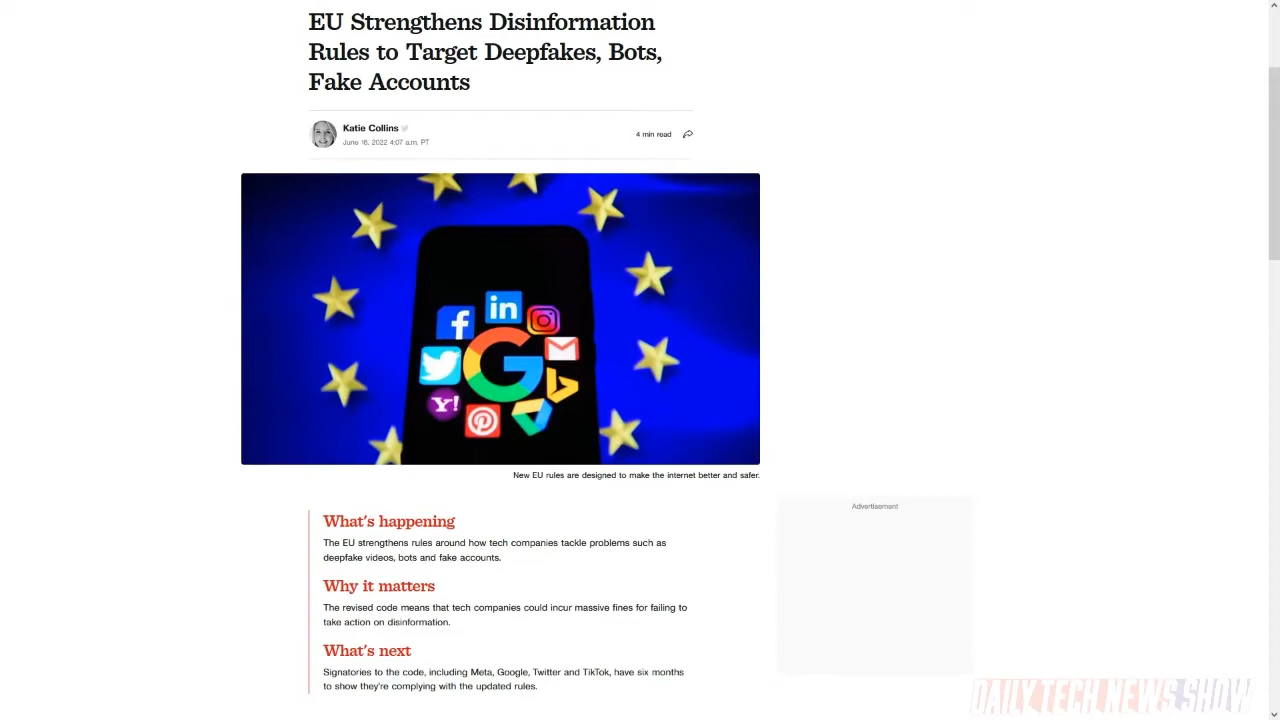 EU Strengthens Disinformation
Rules to Target Deepfakes, Bots,
Fake Accounts
Katie Collins
June 16, 2022 4:07 a.m. PT
4 min read
in
f
G
Y!
New EU rules are designed to make the internet better and safer.
What's happening
The EU strengthens rules around how tech companies tackle problems such as
deepfake videos, bots and fake accounts.
Why it matters
The revised code means that tech companies could incur massive fines for failing to
take action on disinformation.
What's next
Signatories to the code, including Meta, Google, Twitter and TikTok, have six months
to show they're complying with the updated rules.
Advertisement
DAILY TECH NEWS SHOW